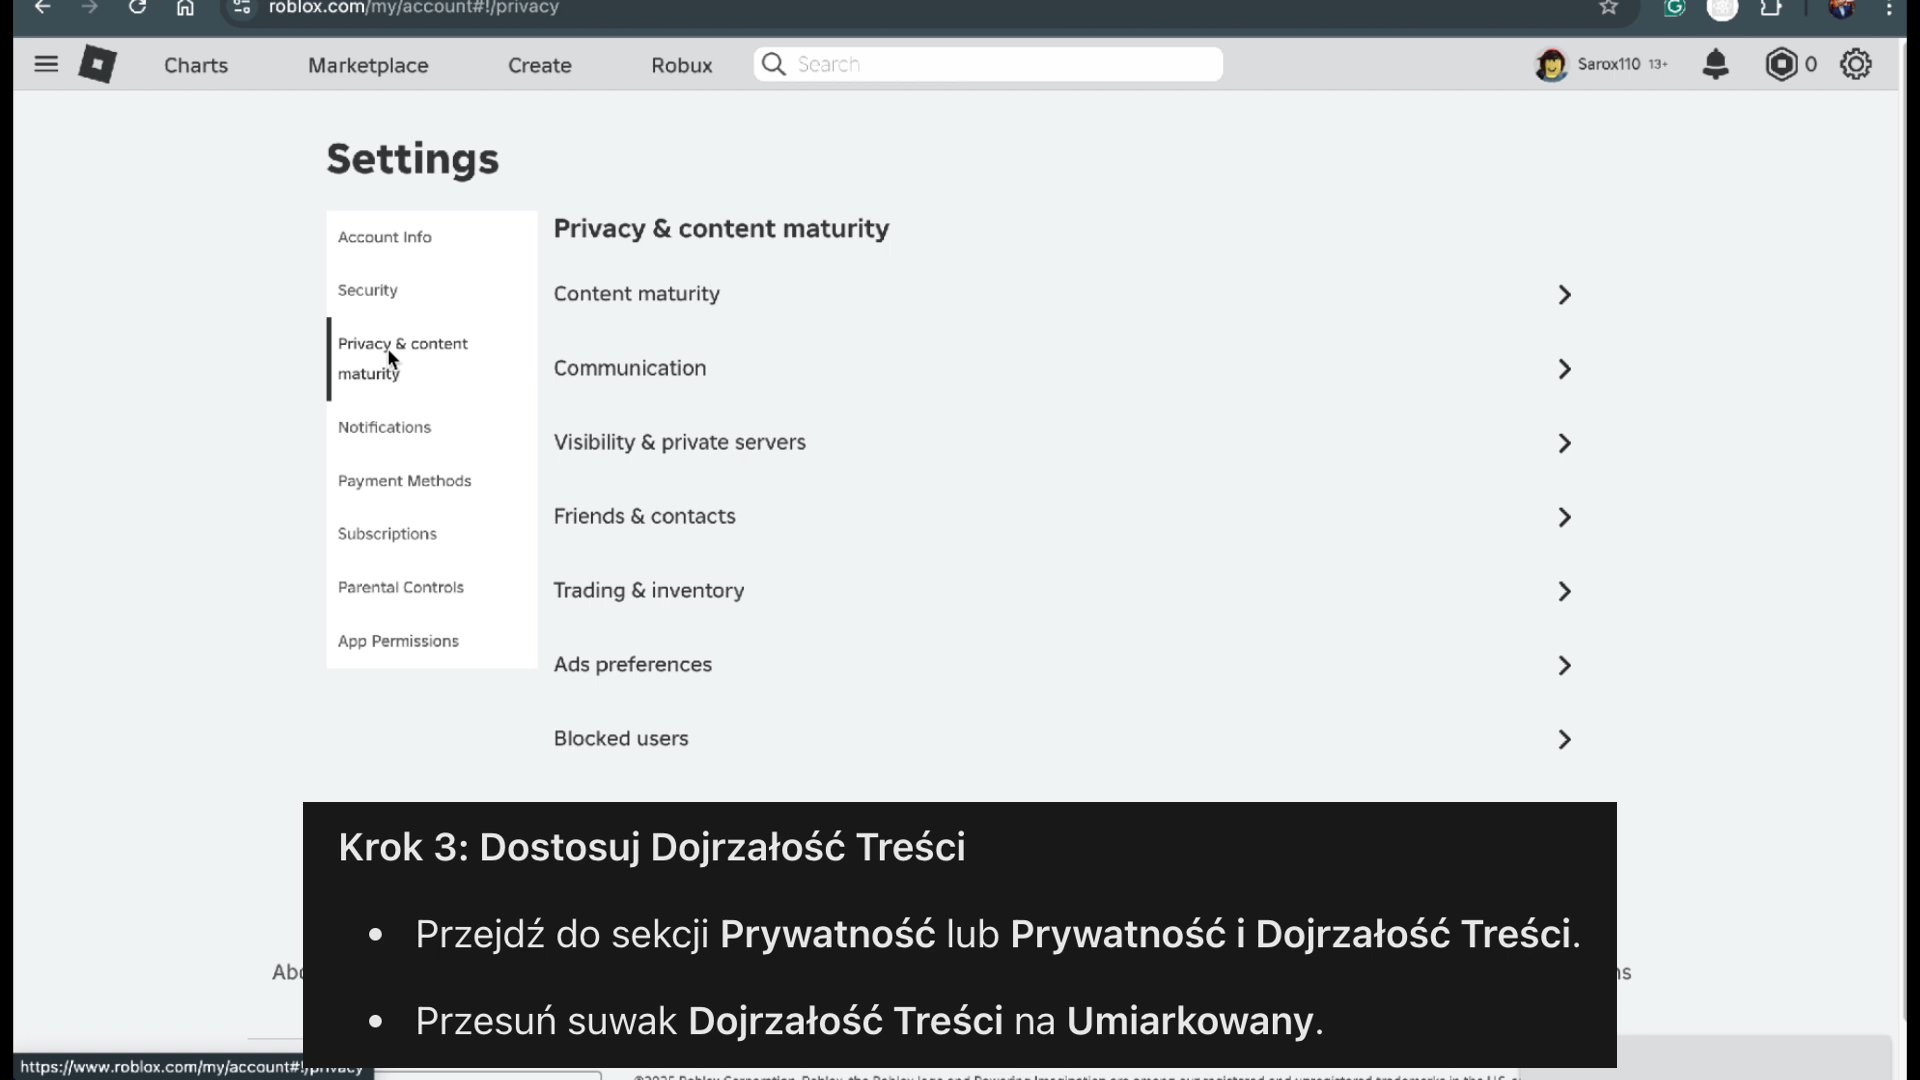 roblox.com/my/account#!/privacy
Charts
Marketplace
Create
Robux
Search
Sarox110 13+
0
Settings
Account Info
Security
Privacy & content
maturity
Notifications
Payment Methods
Subscriptions
Parental Controls
App Permissions
Privacy & content maturity
Content maturity
Communication
Visibility & private servers
Friends & contacts
Trading & inventory
Ads preferences
Blocked users
Krok 3: Dostosuj Dojrzałość Treści
• Przejdź do sekcji Prywatność lub Prywatność i Dojrzałość Treści.
• Przesuń suwak Dojrzałość Treści na Umiarkowany.
https://www.roblox.com/my/account#!/privacy